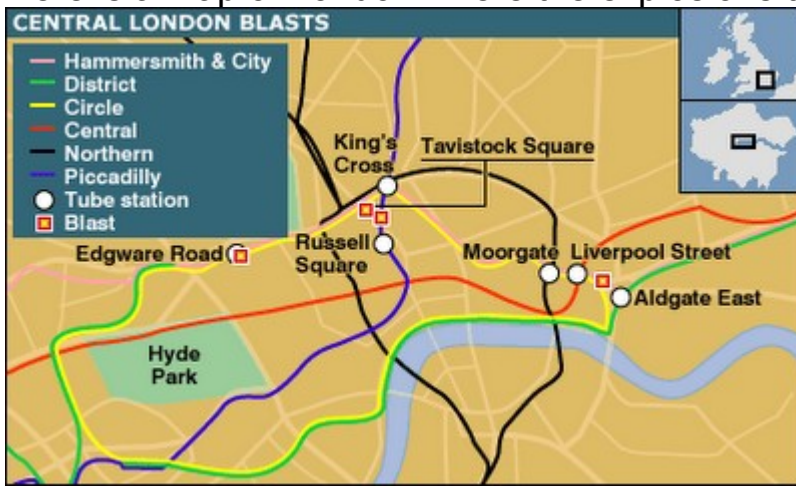 CENTRAL LONDON BLASTS
Hammersmith & City
District
Circle
Central
Northern
Piccadilly
Tube station
Blast
King's
Cross
Tavistock Square
Edgware Road
Russell
Square
Moorgate
Liverpool Street
Aldgate East
Hyde
Park